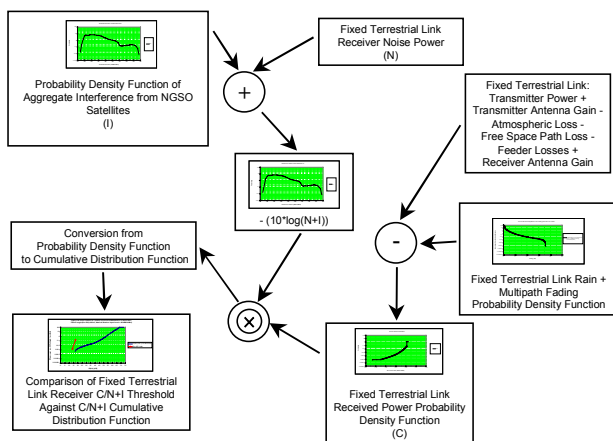 Fixed Terrestrial Link
Receiver Noise Power
(N)
Probability Density Function of
Aggregate Interference from NGSO
Satellites
(I)
+
Fixed Terrestrial Link:
Transmitter Power +
Transmitter Antenna Gain -
Atmospheric Loss -
Free Space Path Loss -
Feeder Losses +
Receiver Antenna Gain
- (10*log(N+I))
Conversion from
Probability Density Function
to Cumulative Distribution Function
-
Fixed Terrestrial Link Rain +
Multipath Fading
Probability Density Function
×
Comparison of Fixed Terrestrial
Link Receiver C/N+I Threshold
Against C/N+I Cumulative
Distribution Function
Fixed Terrestrial Link
Received Power Probability
Density Function
(C)